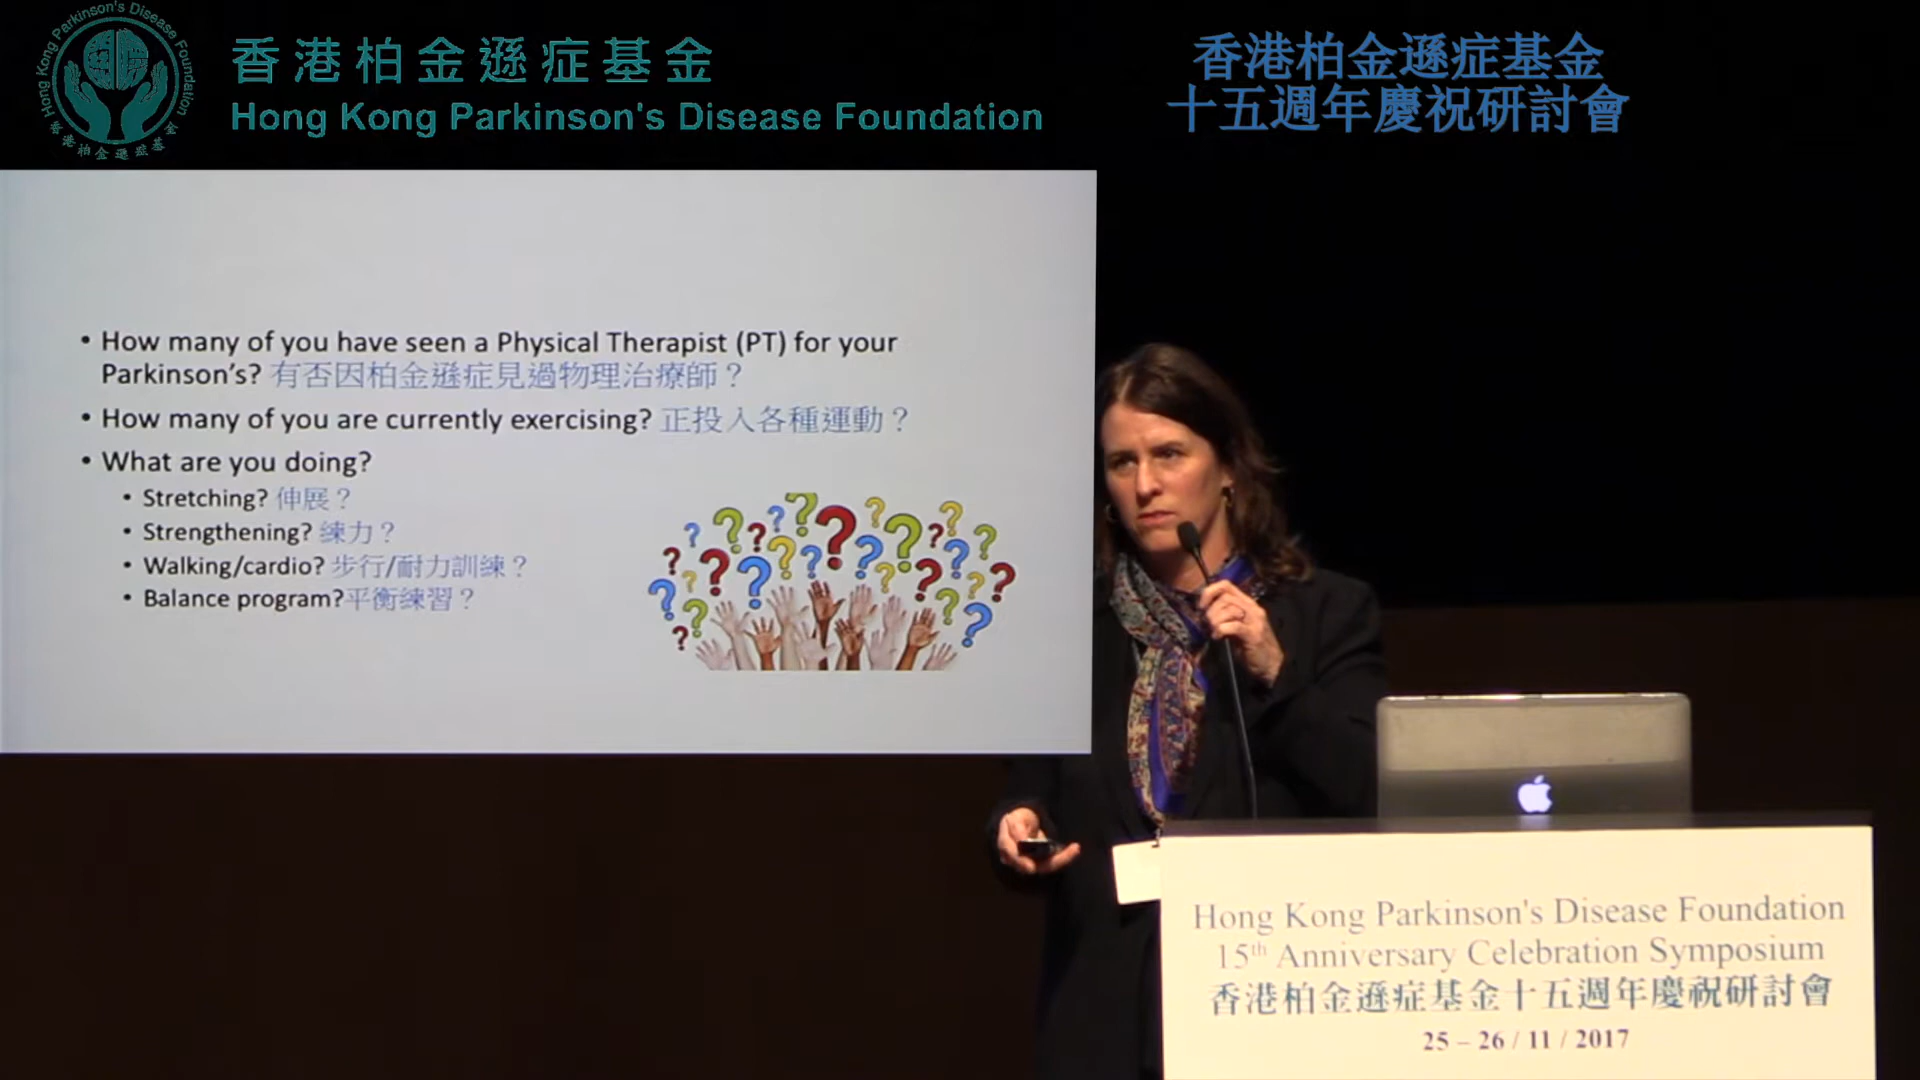 Hong Kong Parkinson's Disease Foundation
香港柏金遜症基金
Hong Kong Parkinson's Disease Foundation
香港柏金遜症基金
十五週年慶祝研討會
• How many of you have seen a Physical Therapist (PT) for your
Parkinson's? 有否因柏金遜症見過物理治療師？
• How many of you are currently exercising? 正投入各種運動？
• What are you doing?
• Stretching? 伸展？
• Strengthening? 練力？
• Walking/cardio? 步行/耐力訓練？
• Balance program?平衡練習？
Hong Kong Parkinson's Disease Foundation
15th Anniversary Celebration Symposium
香港柏金遜症基金十五週年慶祝研討會
25 – 26 / 11 / 2017